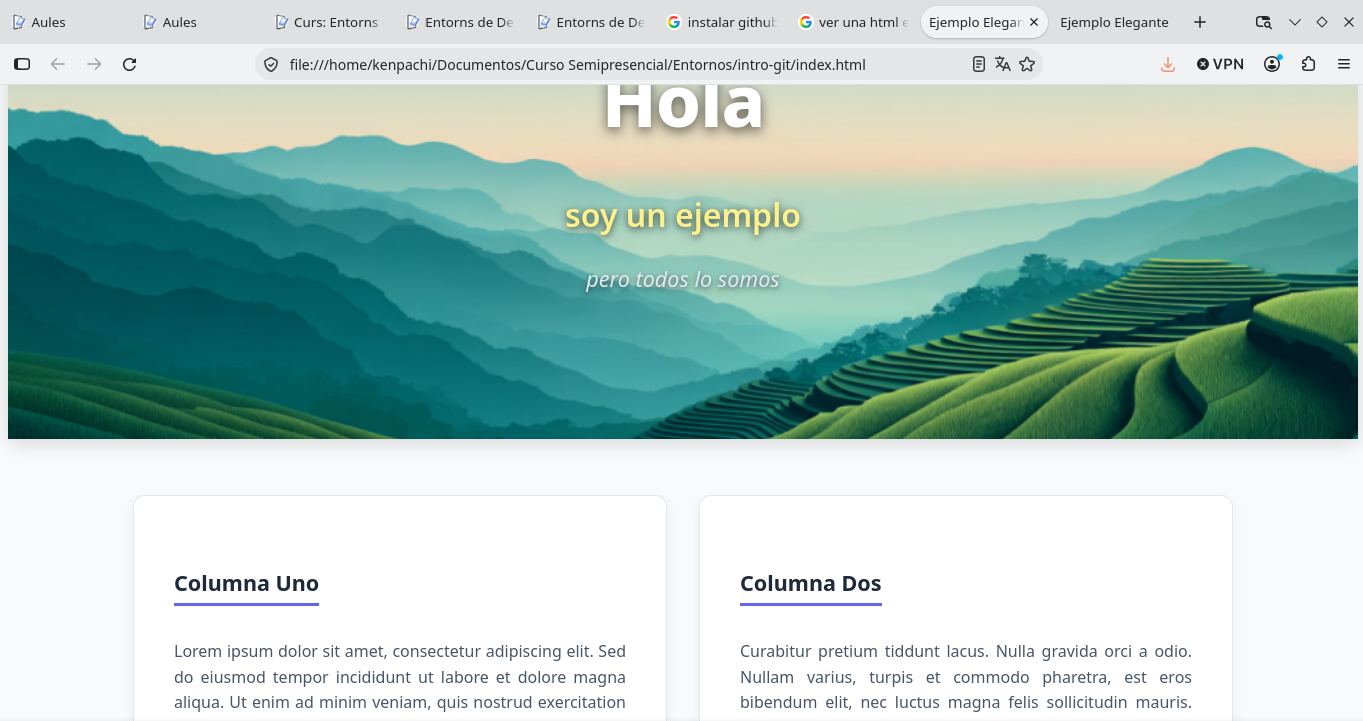 Aules
Aules
Curs: Entorns
Entorns de De
Entorns de De
instalar github
ver una html e
Ejemplo Elegan
Ejemplo Elegante
file:///home/kenpachi/Documentos/Curso Semipresencial/Entornos/intro-git/index.html
VPN
Hola
soy un ejemplo
pero todos lo somos
Columna Uno
Lorem ipsum dolor sit amet, consectetur adipiscing elit. Sed
do eiusmod tempor incididunt ut labore et dolore magna
aliqua. Ut enim ad minim veniam, quis nostrud exercitation
Columna Dos
Curabitur pretium tiddunt lacus. Nulla gravida orci a odio.
Nullam varius, turpis et commodo pharetra, est eros
bibendum elit, nec luctus magna felis sollicitudin mauris.